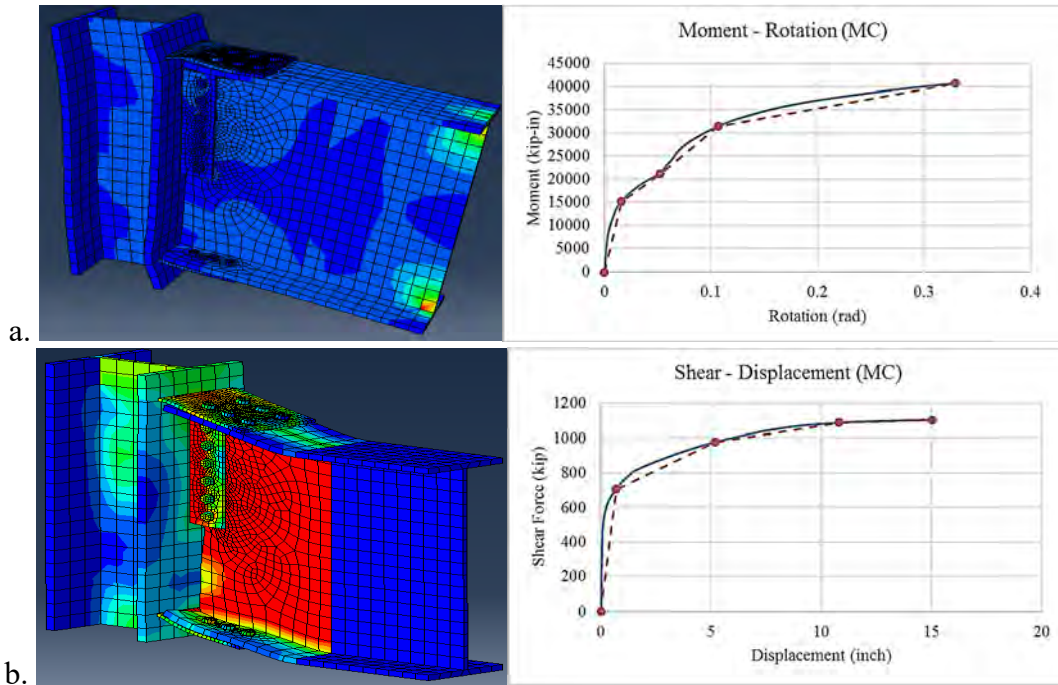 a.
Moment - Rotation (MC)
Moment (kip-in)
45000
40000
35000
30000
25000
20000
15000
10000
5000
0
0 0.1 0.2 0.3 0.4
Rotation (rad)
b.
Shear - Displacement (MC)
Shear Force (kip)
1200
1000
800
600
400
200
0
0 5 10 15 20
Displacement (inch)